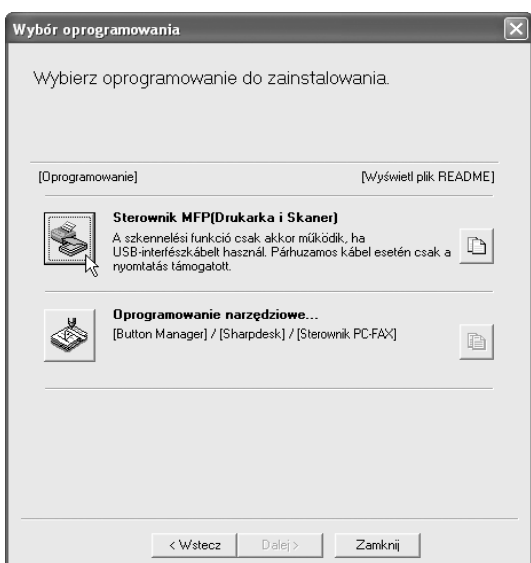 Wybór oprogramowania
Wybierz oprogramowanie do zainstalowania.
[Oprogramowanie] [Wyświetl plik README]
Sterownik MFP(Drukarka i Skaner)
A szkennelési funkció csak akkor működik, ha
USB-interfészkábelt használ. Párhuzamos kábel esetén csak a
nyomtatás támogatott.
Oprogramowanie narzędziowe...
[Button Manager] / [Sharpdesk] / [Sterownik PC-FAX]
< Wstecz Dalej > Zamknij